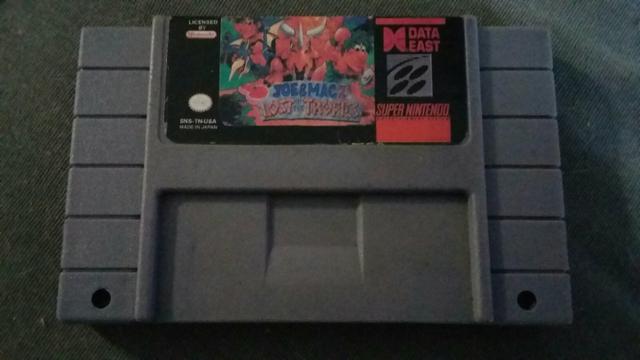 LICENSED
BY
Nintendo
SNS-TN-USA
MADE IN JAPAN
JOE&MAC 2
LOST IN THE TROPICS
DATA
EAST
SUPER NINTENDO